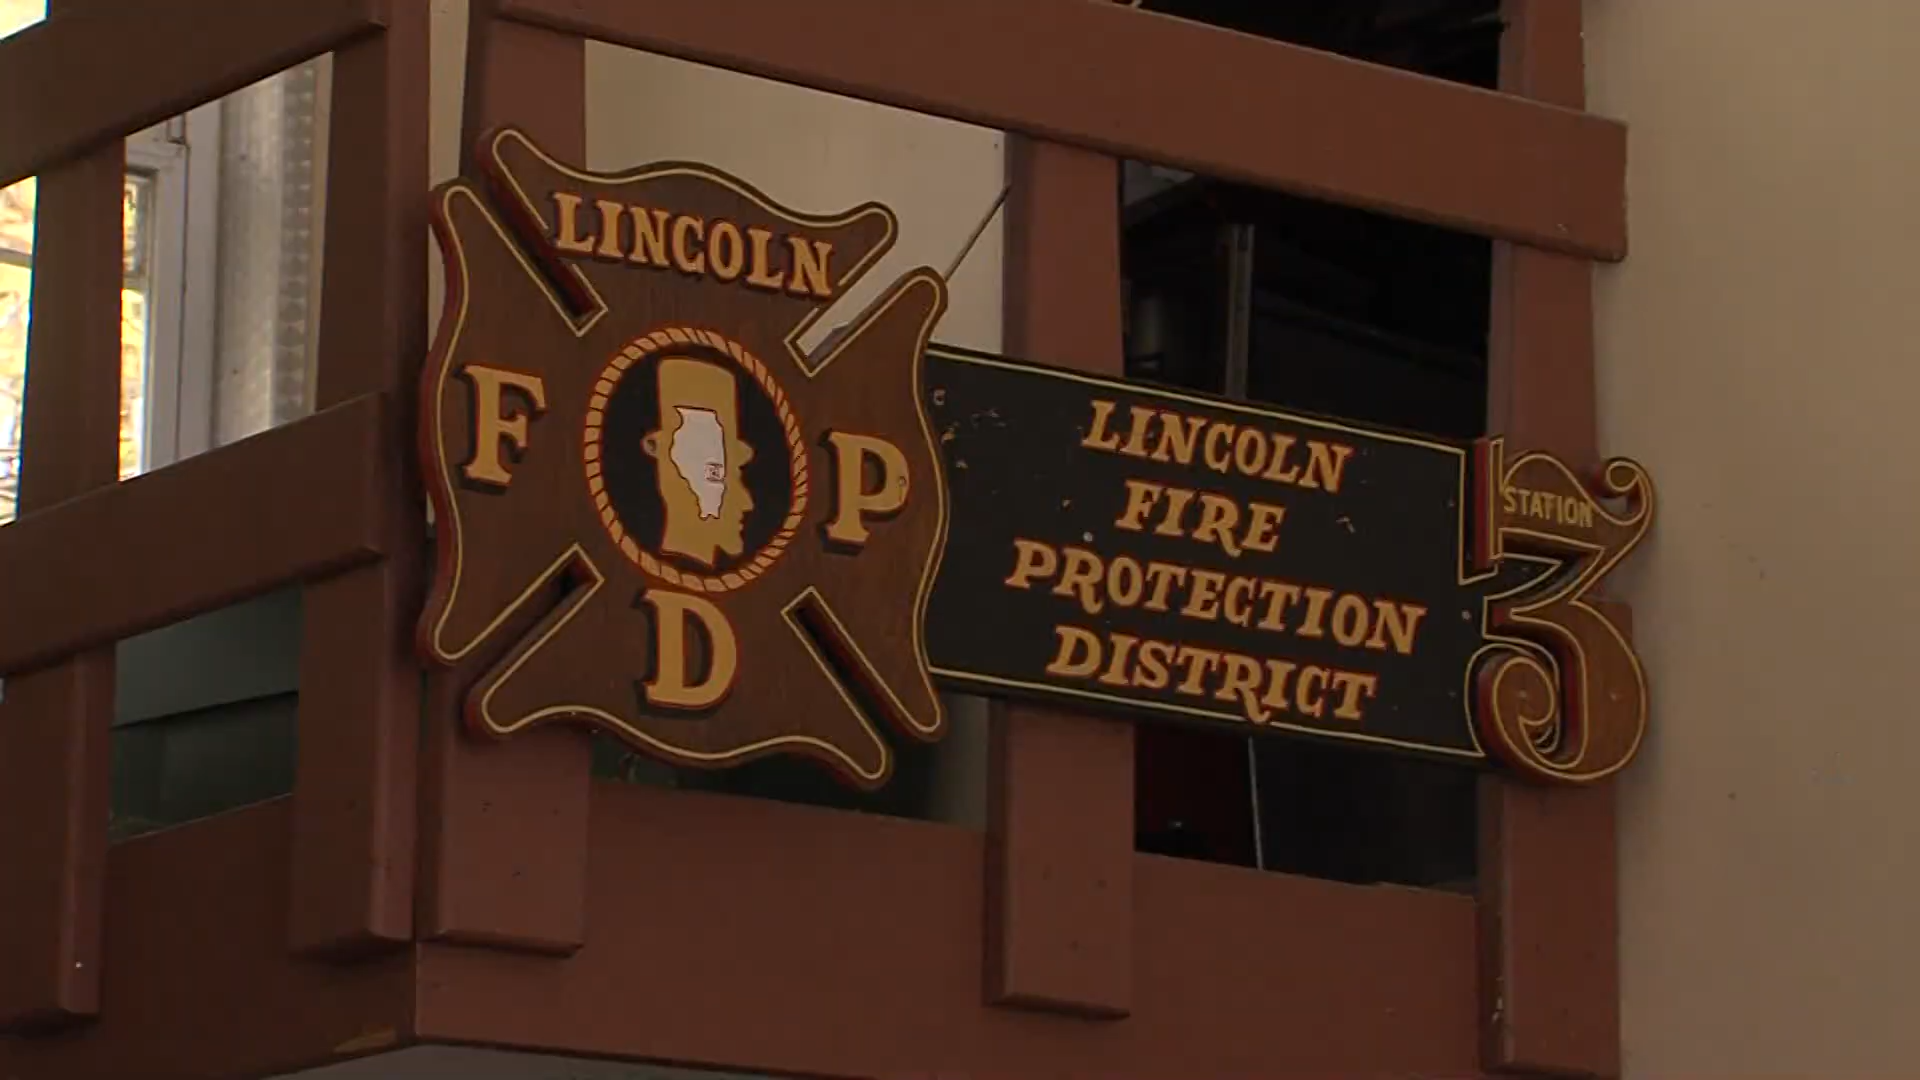 LINCOLN
F P
D
LINCOLN
FIRE
PROTECTION
DISTRICT
STATION
3